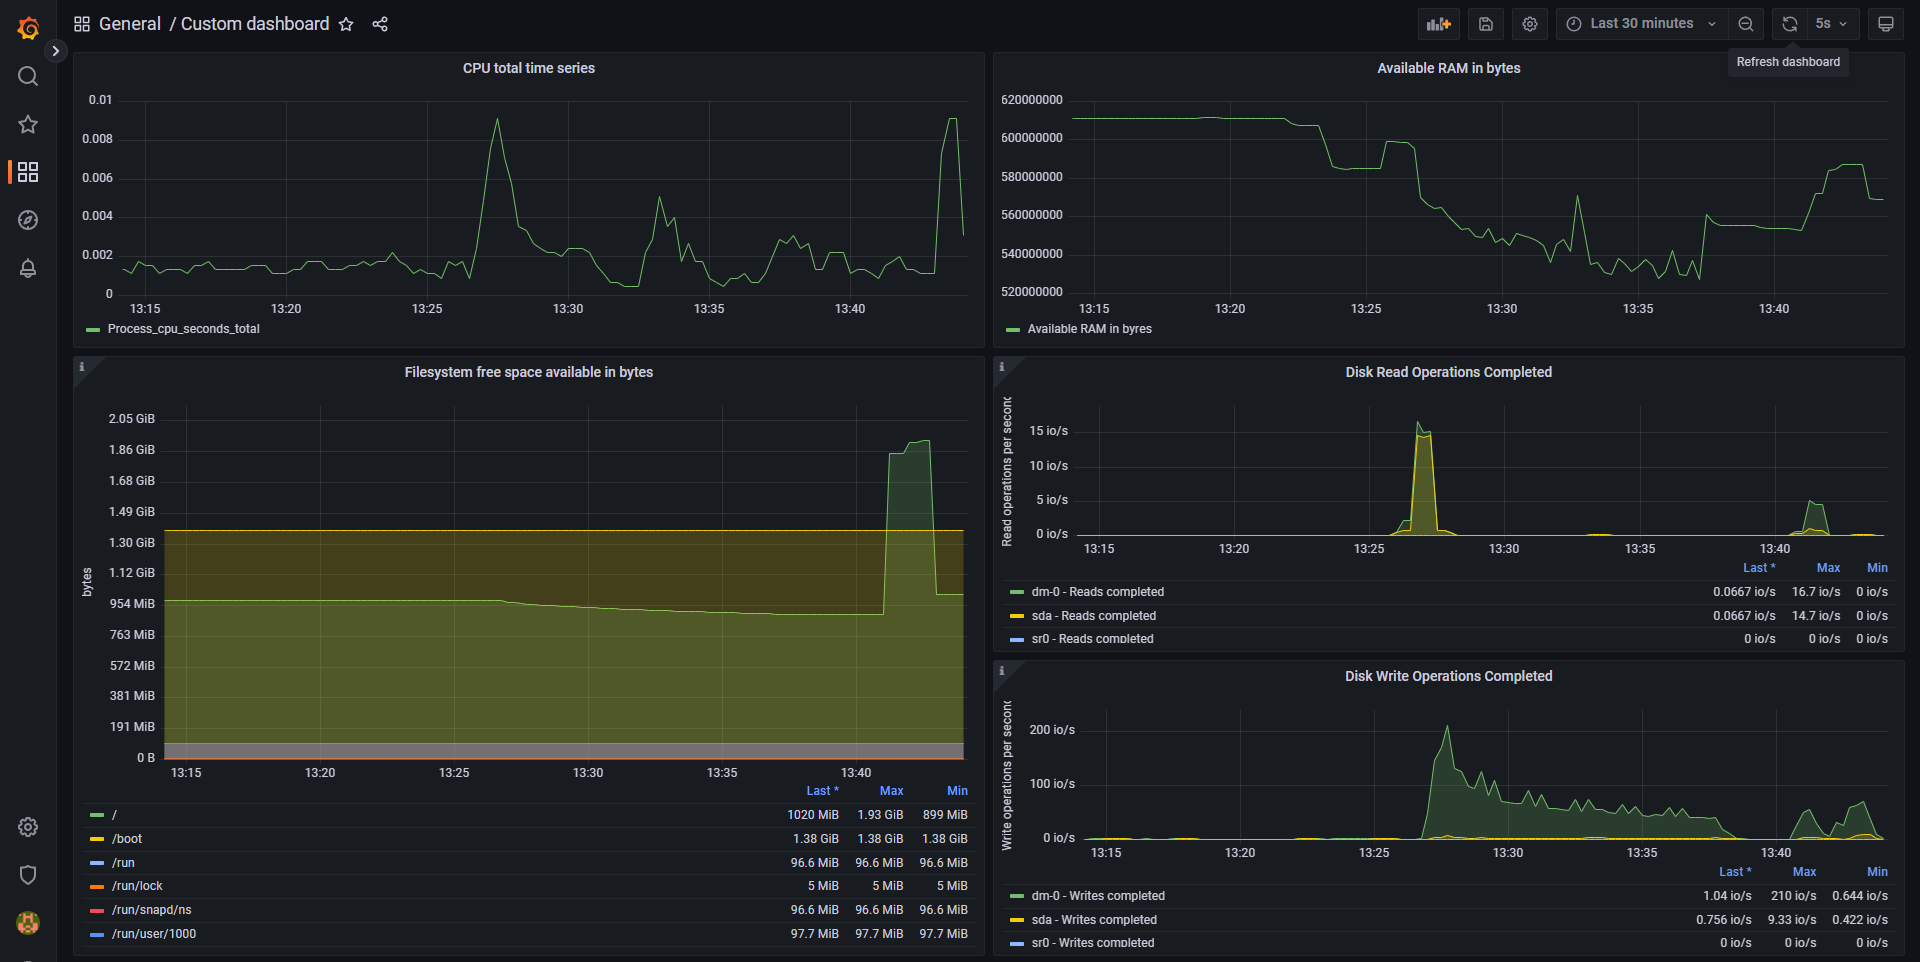 General / Custom dashboard
Last 30 minutes
5s
Refresh dashboard
CPU total time series
0.01
0.008
0.006
0.004
0.002
0
13:15 13:20 13:25 13:30 13:35 13:40
Process_cpu_seconds_total
Available RAM in bytes
620000000
600000000
580000000
560000000
540000000
520000000
13:15 13:20 13:25 13:30 13:35 13:40
Available RAM in byres
i
Filesystem free space available in bytes
bytes
2.05 GiB
1.86 GiB
1.68 GiB
1.49 GiB
1.30 GiB
1.12 GiB
954 MiB
763 MiB
572 MiB
381 MiB
191 MiB
0 B
13:15 13:20 13:25 13:30 13:35 13:40
Last * Max Min
/ 1020 MiB 1.93 GiB 899 MiB
/boot 1.38 GiB 1.38 GiB 1.38 GiB
/run 96.6 MiB 96.6 MiB 96.6 MiB
/run/lock 5 MiB 5 MiB 5 MiB
/run/snapd/ns 96.6 MiB 96.6 MiB 96.6 MiB
/run/user/1000 97.7 MiB 97.7 MiB 97.7 MiB
i
Disk Read Operations Completed
Read operations per second
15 io/s
10 io/s
5 io/s
0 io/s
13:15 13:20 13:25 13:30 13:35 13:40
Last * Max Min
dm-0 - Reads completed 0.0667 io/s 16.7 io/s 0 io/s
sda - Reads completed 0.0667 io/s 14.7 io/s 0 io/s
sr0 - Reads completed 0 io/s 0 io/s 0 io/s
i
Disk Write Operations Completed
Write operations per second
200 io/s
100 io/s
0 io/s
13:15 13:20 13:25 13:30 13:35 13:40
Last * Max Min
dm-0 - Writes completed 1.04 io/s 210 io/s 0.644 io/s
sda - Writes completed 0.756 io/s 9.33 io/s 0.422 io/s
sr0 - Writes completed 0 io/s 0 io/s 0 io/s